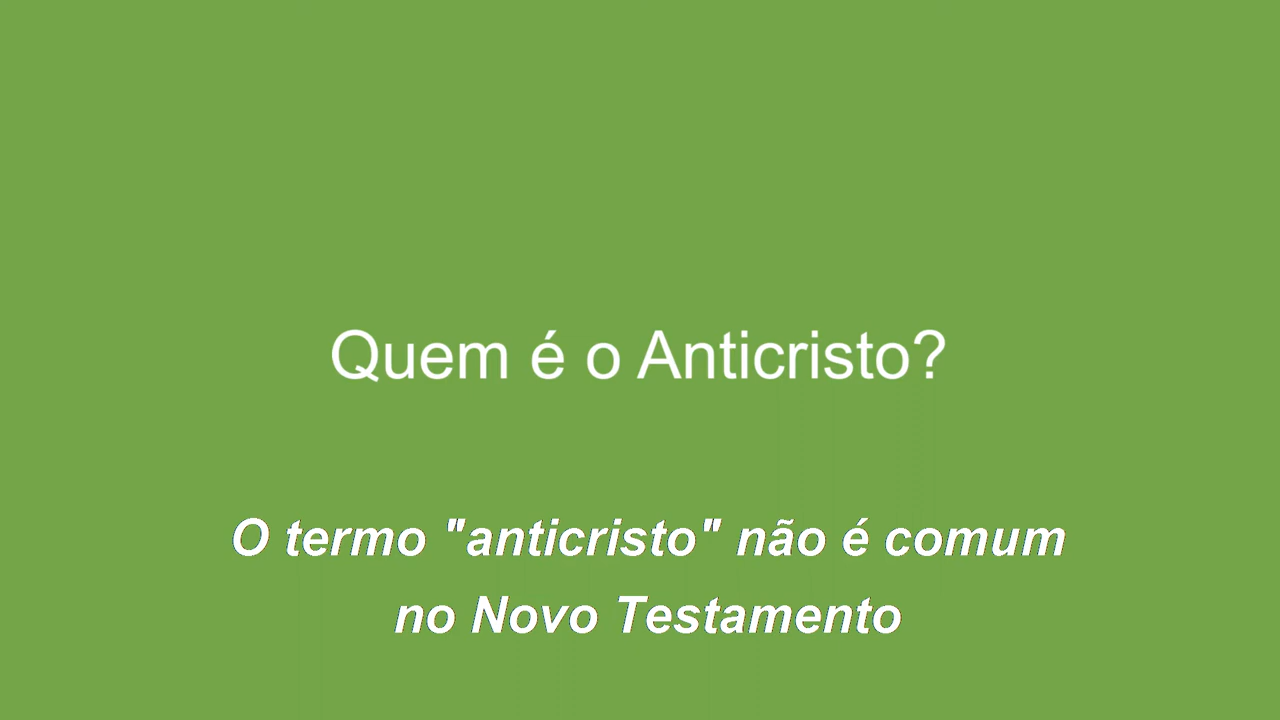 Quem é o Anticristo?
O termo "anticristo" não é comum
no Novo Testamento